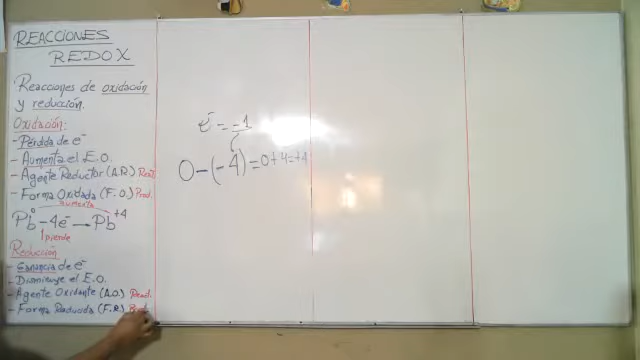 REACCIONES
REDOX
Reacciones de oxidación
y reducción.
Oxidación:
- Pérdida de e⁻
- Aumenta el E.O.
- Agente Reductor (A.R.) React.
- Forma Oxidada (F.O.) Prod.
aumenta
Pb⁰ - 4e⁻ → Pb⁺⁴
pierde
Reducción
- Ganancia de e⁻
- Disminuye el E.O.
- Agente Oxidante (A.O.) React.
- Forma Reducida (F.R.) Prod.
e⁻ = -1
0 - (-4) = 0 + 4 = +4